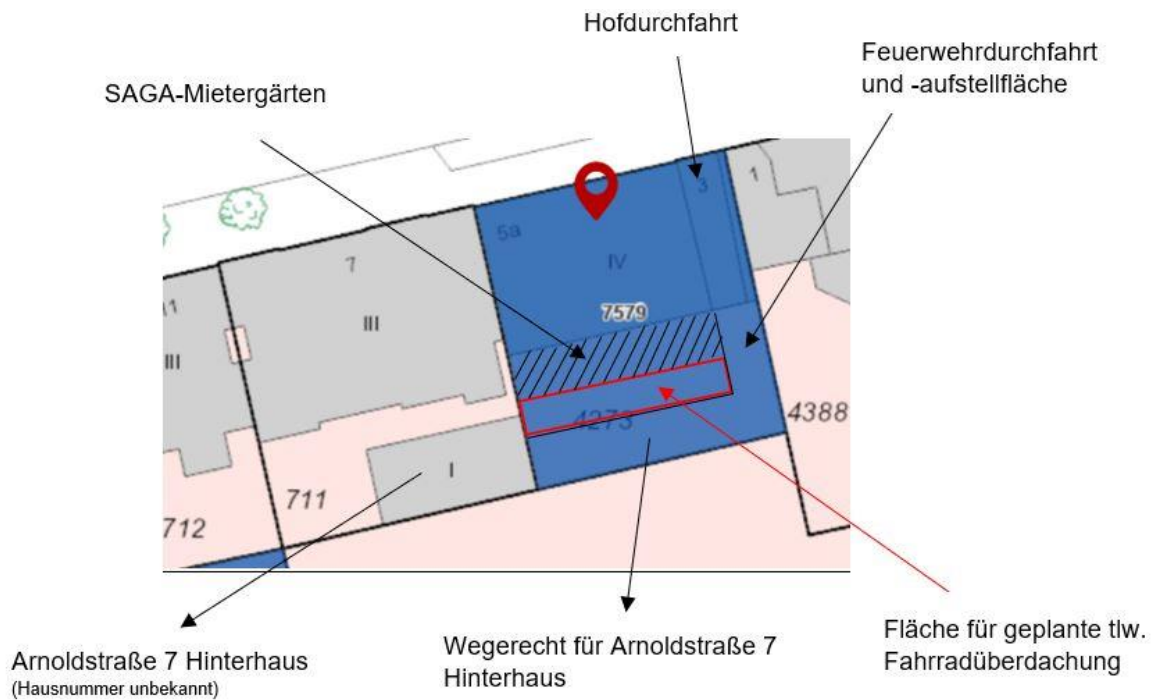 Hofdurchfahrt
Feuerwehrdurchfahrt
und -aufstellfläche
SAGA-Mietergärten
3
1
5a
7
IV
11
7579
III
III
4273
4388
I
711
712
Arnoldstraße 7 Hinterhaus
(Hausnummer unbekannt)
Wegerecht für Arnoldstraße 7
Hinterhaus
Fläche für geplante tlw.
Fahrradüberdachung